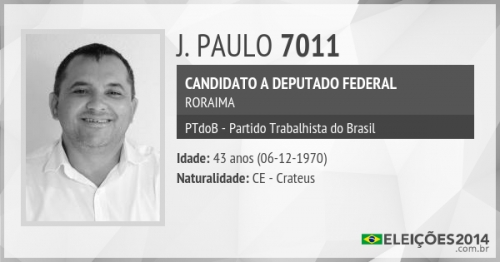 J. PAULO 7011
CANDIDATO A DEPUTADO FEDERAL
RORAIMA
PTdoB - Partido Trabalhista do Brasil
Idade: 43 anos (06-12-1970)
Naturalidade: CE - Crateus
ELEIÇÕES2014
.com.br